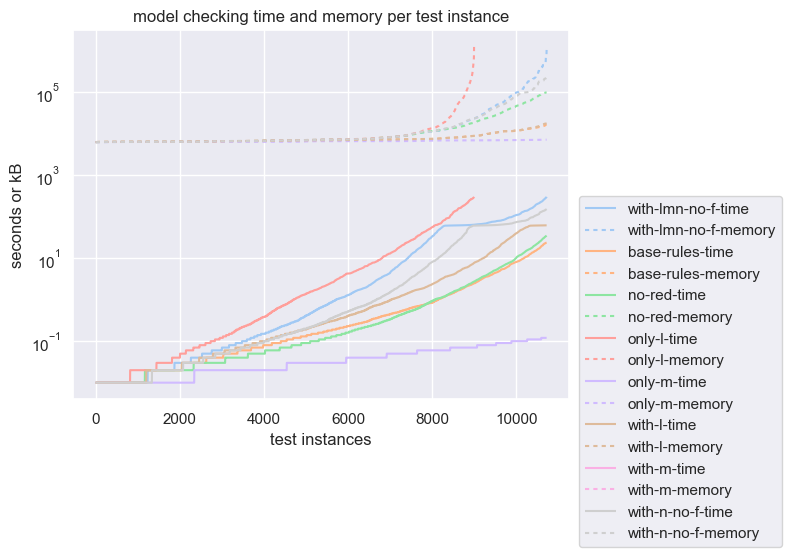 model checking time and memory per test instance
seconds or kB
10^5
10^3
10^1
10^−1
0
2000
4000
6000
8000
10000
test instances
with-lmn-no-f-time
with-lmn-no-f-memory
base-rules-time
base-rules-memory
no-red-time
no-red-memory
only-l-time
only-l-memory
only-m-time
only-m-memory
with-l-time
with-l-memory
with-m-time
with-m-memory
with-n-no-f-time
with-n-no-f-memory